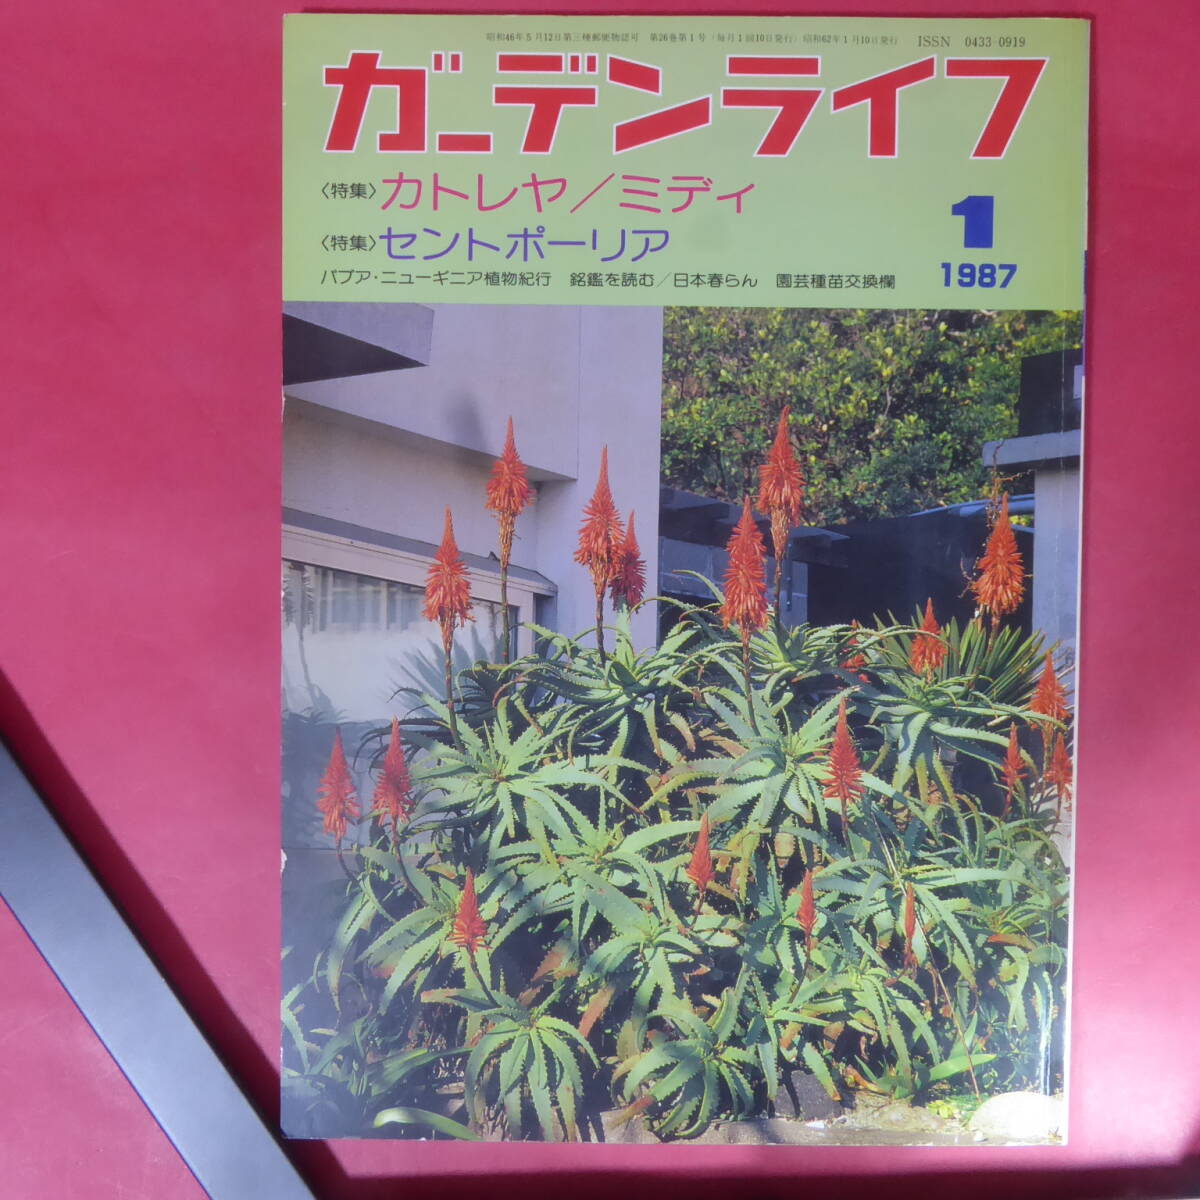 昭和46年5月12日第三種郵便物認可 第26巻第1号(毎月1回10日発行)昭和62年1月10日発行 ISSN 0433-0919
ガーデンライフ
〈特集〉カトレヤ／ミディ
〈特集〉セントポーリア
パプア・ニューギニア植物紀行 銘鑑を読む／日本春らん 園芸種苗交換欄
1
1987